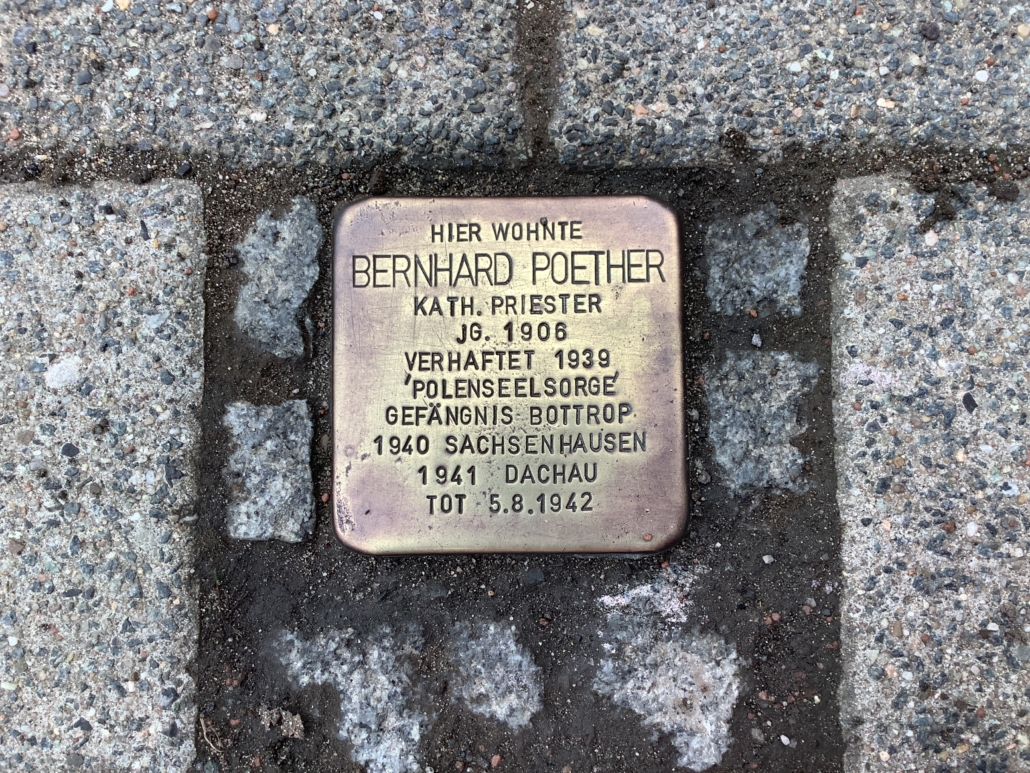 HIER WOHNTE
BERNHARD POETHER
KATH. PRIESTER
JG. 1906
VERHAFTET 1939
'POLENSEELSORGE'
GEFÄNGNIS BOTTROP
1940 SACHSENHAUSEN
1941 DACHAU
TOT 5.8.1942